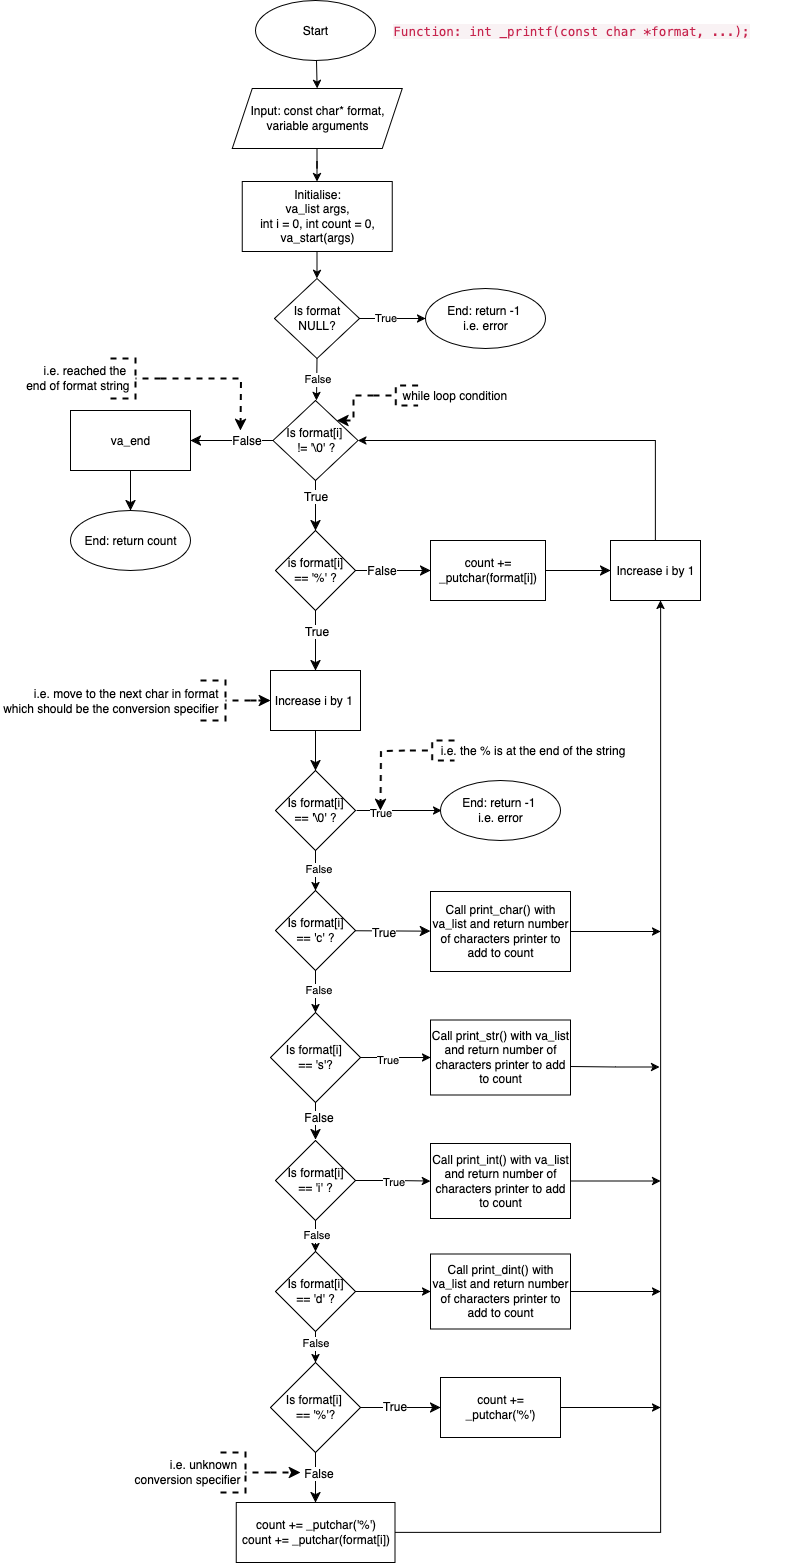 Start
Function: int _printf(const char *format, ...);
Input: const char* format,
variable arguments
Initialise:
va_list args,
int i = 0, int count = 0,
va_start(args)
Is format
NULL?
True
End: return -1
i.e. error
False
i.e. reached the
end of format string
while loop condition
va_end
False
Is format[i]
!= '\0' ?
True
End: return count
is format[i]
== '%' ?
False
count +=
_putchar(format[i])
Increase i by 1
True
i.e. move to the next char in format
which should be the conversion specifier
Increase i by 1
i.e. the % is at the end of the string
Is format[i]
== '\0' ?
True
End: return -1
i.e. error
False
Is format[i]
== 'c' ?
True
Call print_char() with
va_list and return number
of characters printer to
add to count
False
Is format[i]
== 's'?
True
Call print_str() with va_list
and return number of
characters printer to add
to count
False
Is format[i]
== 'i' ?
True
Call print_int() with va_list
and return number of
characters printer to add
to count
False
Is format[i]
== 'd' ?
Call print_dint() with
va_list and return number
of characters printer to
add to count
False
Is format[i]
== '%'?
True
count +=
_putchar('%')
i.e. unknown
conversion specifier
False
count += _putchar('%')
count += _putchar(format[i])